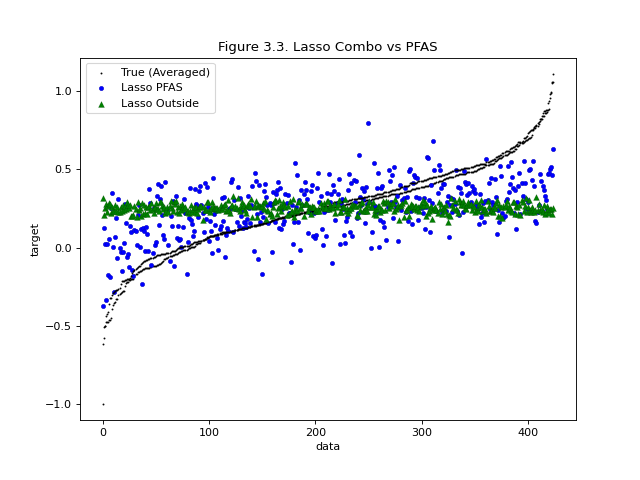 Figure 3.3. Lasso Combo vs PFAS
True (Averaged)
Lasso PFAS
Lasso Outside
1.0
0.5
0.0
−0.5
−1.0
target
0 100 200 300 400
data